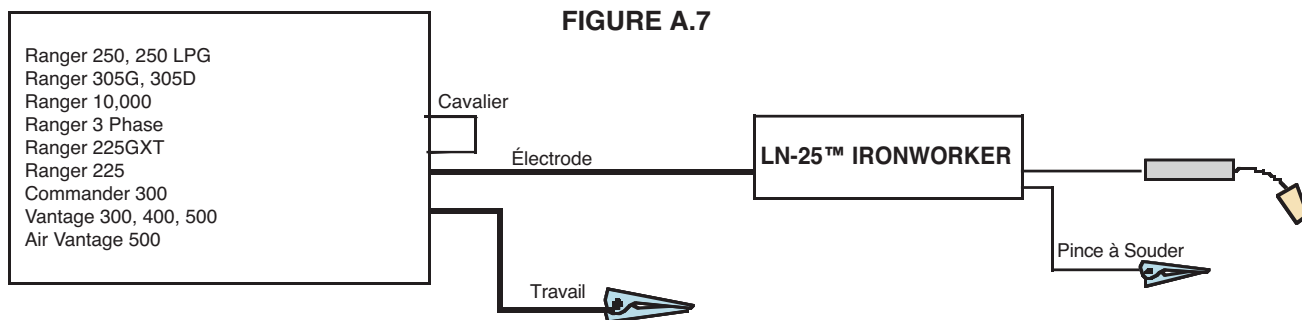 FIGURE A.7
Ranger 250, 250 LPG
Ranger 305G, 305D
Ranger 10,000
Ranger 3 Phase
Ranger 225GXT
Ranger 225
Commander 300
Vantage 300, 400, 500
Air Vantage 500
Cavalier
Électrode
LN-25™ IRONWORKER
Pince à Souder
Travail